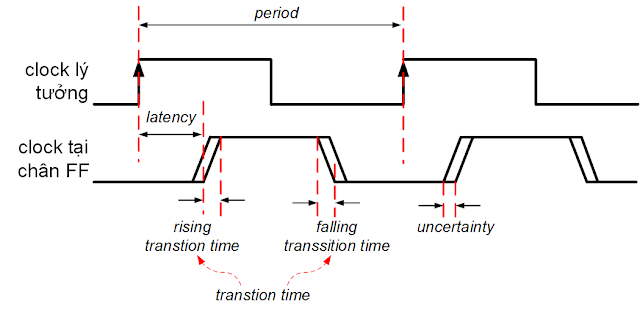 period
clock lý
tưởng
latency
clock tại
chân FF
rising
transtion time
falling
transsition time
uncertainty
transtion time